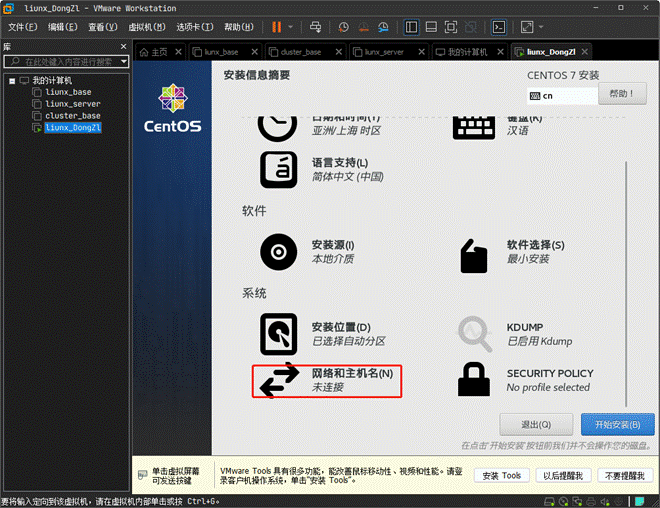 liunx_DongZl - VMware Workstation
文件(F) 编辑(E) 查看(V) 虚拟机(M) 选项卡(T) 帮助(H)
库
在此处键入内容进行搜索
我的计算机
liunx_base
liunx_server
cluster_base
liunx_DongZl
主页 liunx_base cluster_base liunx_server 我的计算机 liunx_DongZl
CentOS
安装信息摘要
CENTOS 7 安装
cn
帮助！
日期和时间(T)
亚洲/上海 时区
键盘(K)
汉语
语言支持(L)
简体中文 (中国)
软件
安装源(I)
本地介质
软件选择(S)
最小安装
系统
安装位置(D)
已选择自动分区
KDUMP
已启用 Kdump
网络和主机名(N)
未连接
SECURITY POLICY
No profile selected
退出(Q)
开始安装(B)
在点击'开始安装'按钮前我们并不会操作您的磁盘。
单击虚拟屏幕
可发送按键
VMware Tools 具有很多功能，能改善鼠标移动性、视频和性能。请登
录客户机操作系统，单击"安装 Tools"。
安装 Tools
以后提醒我
不要提醒我
要将输入定向到该虚拟机，请在虚拟机内部单击或按 Ctrl+G。